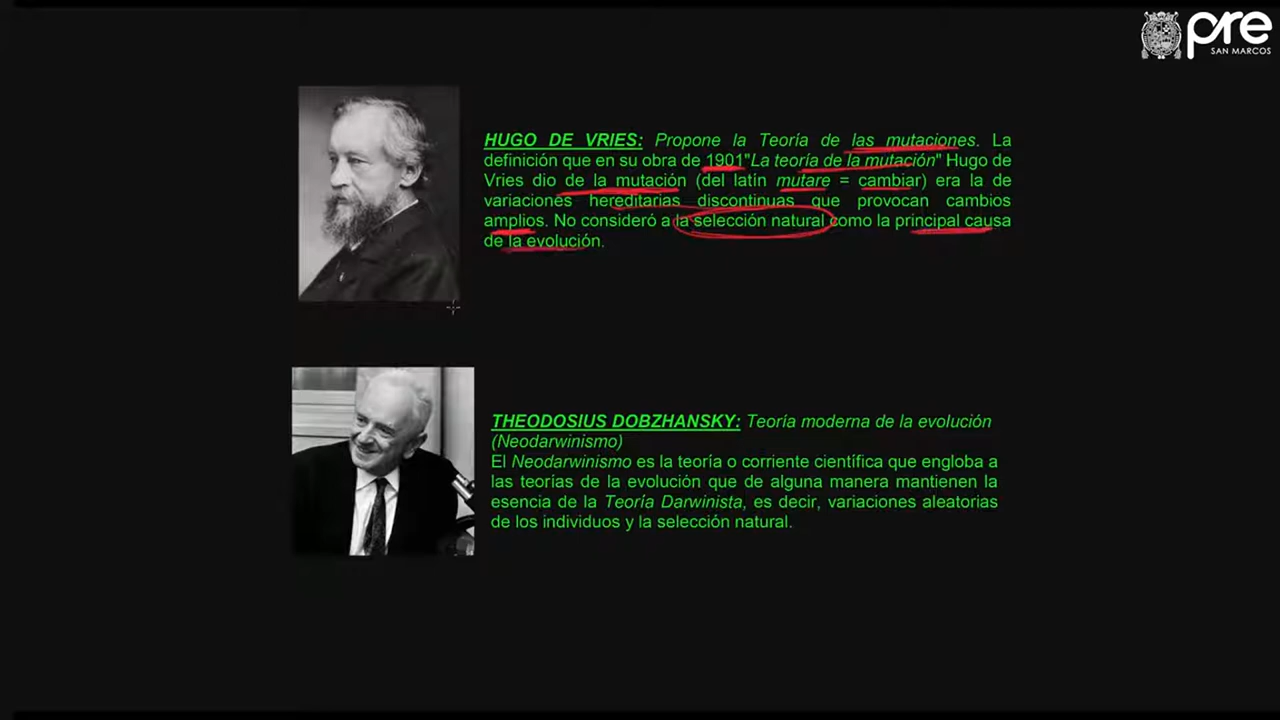 pre
SAN MARCOS
HUGO DE VRIES: Propone la Teoría de las mutaciones. La
definición que en su obra de 1901"La teoría de la mutación" Hugo de
Vries dio de la mutación (del latín mutare = cambiar) era la de
variaciones hereditarias discontinuas que provocan cambios
amplios. No consideró a la selección natural como la principal causa
de la evolución.
THEODOSIUS DOBZHANSKY: Teoría moderna de la evolución
(Neodarwinismo)
El Neodarwinismo es la teoría o corriente científica que engloba a
las teorías de la evolución que de alguna manera mantienen la
esencia de la Teoría Darwinista, es decir, variaciones aleatorias
de los individuos y la selección natural.